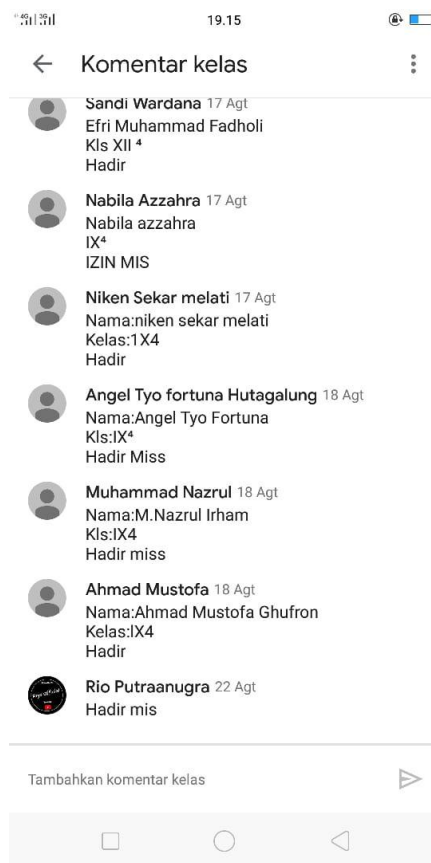 4G 3G
19.15
Komentar kelas
Sandi Wardana 17 Agt
Efri Muhammad Fadholi
Kls XII ⁴
Hadir
Nabila Azzahra 17 Agt
Nabila azzahra
IX⁴
IZIN MIS
Niken Sekar melati 17 Agt
Nama:niken sekar melati
Kelas:1X4
Hadir
Angel Tyo fortuna Hutagalung 18 Agt
Nama:Angel Tyo Fortuna
Kls:IX⁴
Hadir Miss
Muhammad Nazrul 18 Agt
Nama:M.Nazrul Irham
Kls:IX4
Hadir miss
Ahmad Mustofa 18 Agt
Nama:Ahmad Mustofa Ghufron
Kelas:lX4
Hadir
Rio Putraanugra 22 Agt
Hadir mis
Tambahkan komentar kelas